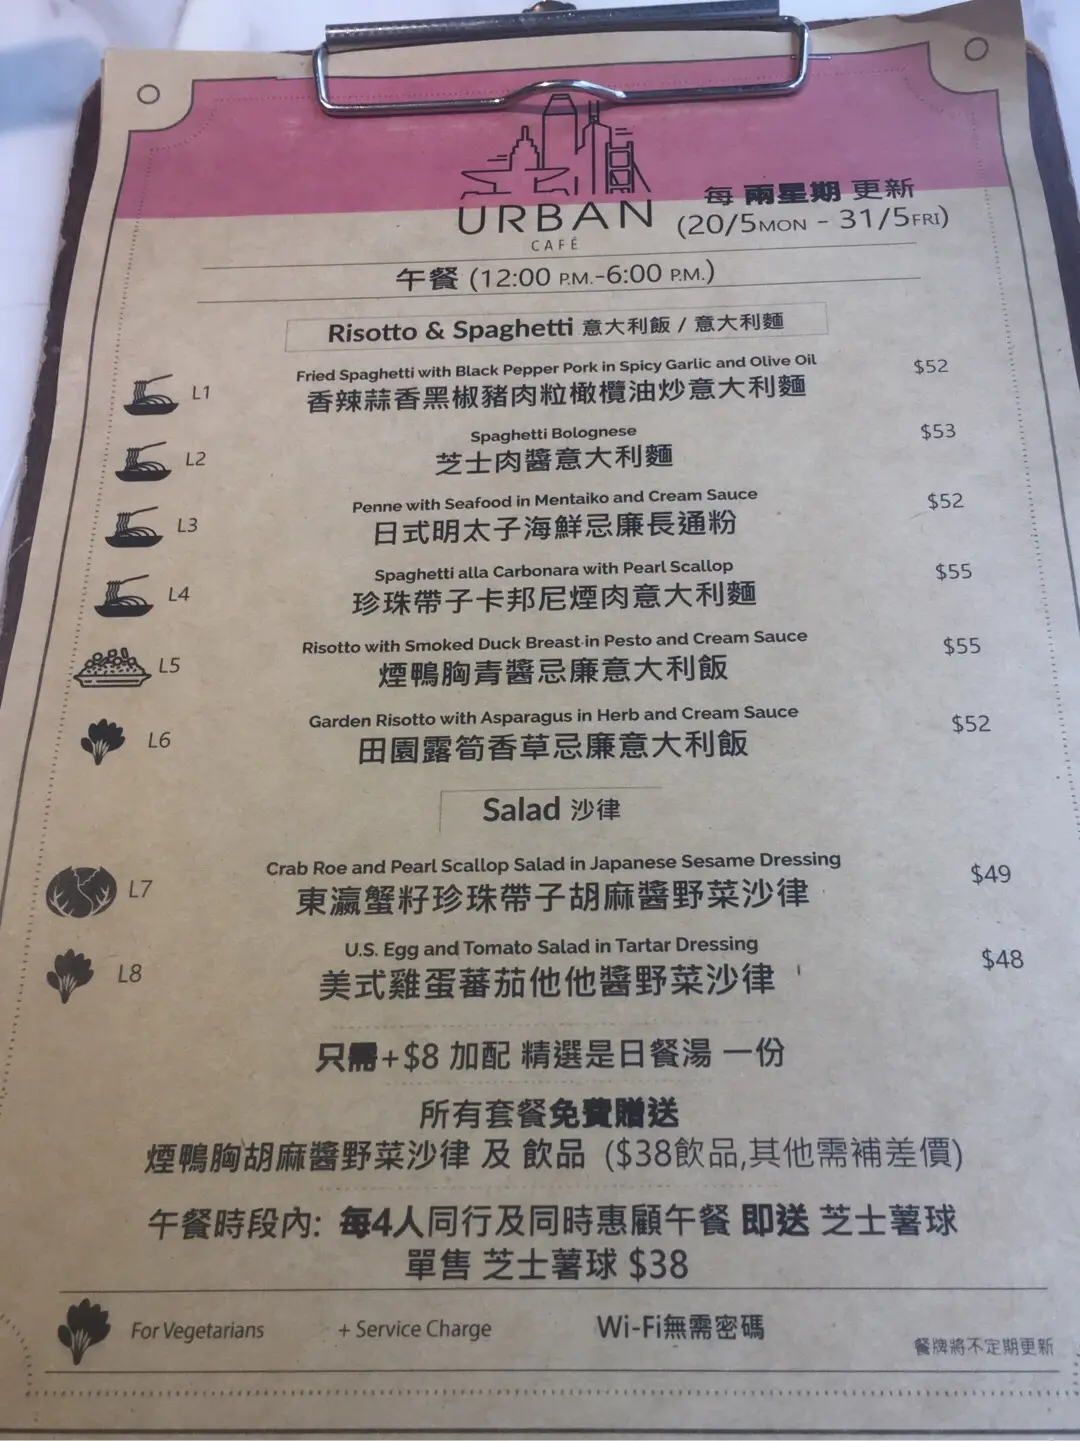 URBAN
CAFÉ
每 兩星期 更新
(20/5MON - 31/5FRI)
午餐 (12:00 P.M.-6:00 P.M.)
Risotto & Spaghetti 意大利飯 / 意大利麵
L1 Fried Spaghetti with Black Pepper Pork in Spicy Garlic and Olive Oil $52
香辣蒜香黑椒豬肉粒橄欖油炒意大利麵
L2 Spaghetti Bolognese $53
芝士肉醬意大利麵
L3 Penne with Seafood in Mentaiko and Cream Sauce $52
日式明太子海鮮忌廉長通粉
L4 Spaghetti alla Carbonara with Pearl Scallop $55
珍珠帶子卡邦尼煙肉意大利麵
L5 Risotto with Smoked Duck Breast in Pesto and Cream Sauce $55
煙鴨胸青醬忌廉意大利飯
L6 Garden Risotto with Asparagus in Herb and Cream Sauce $52
田園露筍香草忌廉意大利飯
Salad 沙律
L7 Crab Roe and Pearl Scallop Salad in Japanese Sesame Dressing $49
東瀛蟹籽珍珠帶子胡麻醬野菜沙律
L8 U.S. Egg and Tomato Salad in Tartar Dressing $48
美式雞蛋蕃茄他他醬野菜沙律
只需+$8 加配 精選是日餐湯 一份
所有套餐免費贈送
煙鴨胸胡麻醬野菜沙律 及 飲品 ($38飲品,其他需補差價)
午餐時段內: 每4人同行及同時惠顧午餐 即送 芝士薯球
單售 芝士薯球 $38
For Vegetarians + Service Charge Wi-Fi無需密碼
餐牌將不定期更新